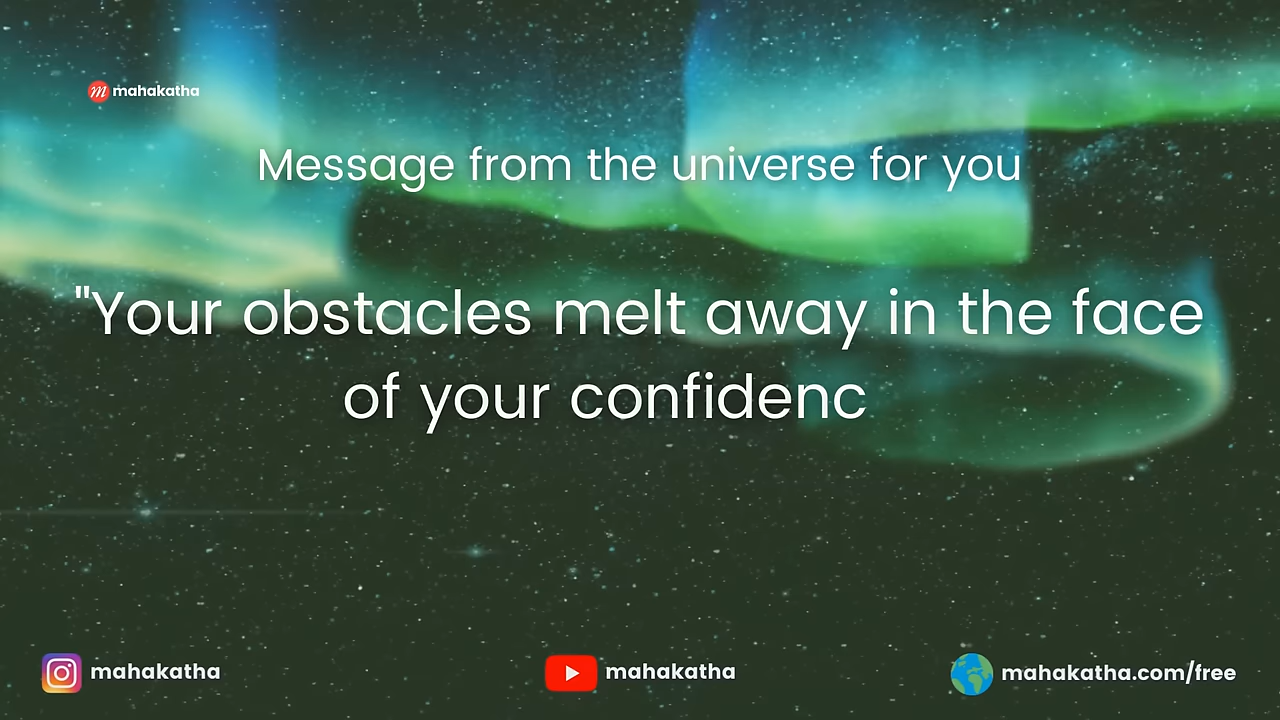 mahakatha
Message from the universe for you
"Your obstacles melt away in the face
of your confidenc
mahakatha
mahakatha
mahakatha.com/free